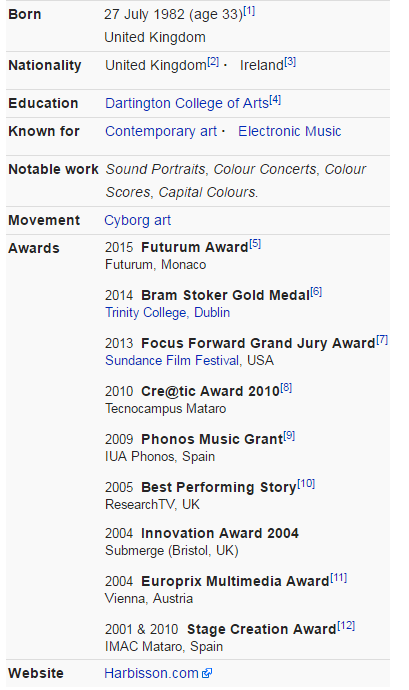 Born 27 July 1982 (age 33)[1]
United Kingdom
Nationality United Kingdom[2] · Ireland[3]
Education Dartington College of Arts[4]
Known for Contemporary art · Electronic Music
Notable work Sound Portraits, Colour Concerts, Colour
Scores, Capital Colours.
Movement Cyborg art
Awards 2015 Futurum Award[5]
Futurum, Monaco
2014 Bram Stoker Gold Medal[6]
Trinity College, Dublin
2013 Focus Forward Grand Jury Award[7]
Sundance Film Festival, USA
2010 Cre@tic Award 2010[8]
Tecnocampus Mataro
2009 Phonos Music Grant[9]
IUA Phonos, Spain
2005 Best Performing Story[10]
ResearchTV, UK
2004 Innovation Award 2004
Submerge (Bristol, UK)
2004 Europrix Multimedia Award[11]
Vienna, Austria
2001 & 2010 Stage Creation Award[12]
IMAC Mataro, Spain
Website Harbisson.com